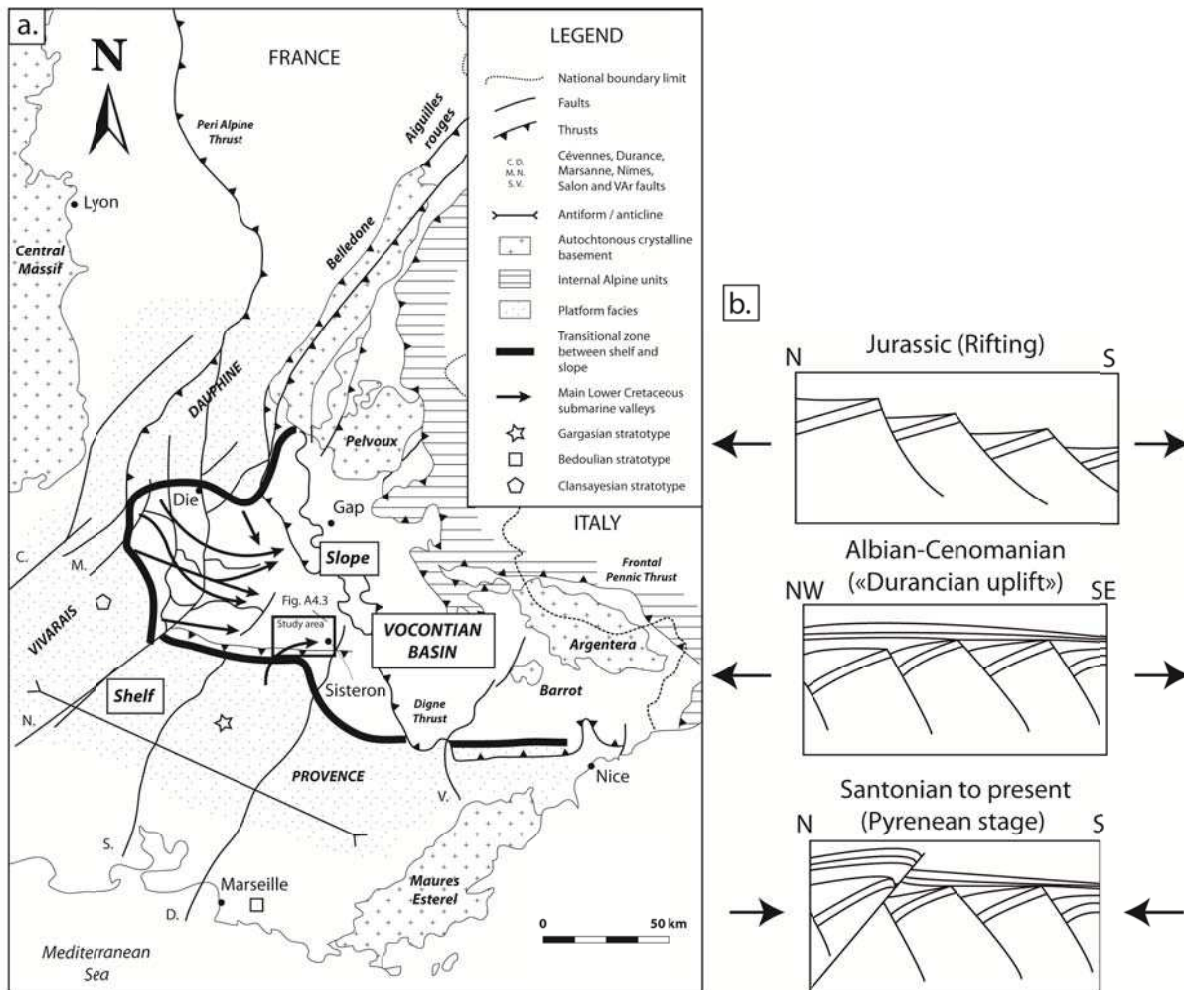 a.
N
FRANCE
Peri Alpine
Thrust
Aiguilles
rouges
Lyon
Belledone
Central
Massif
DAUPHINE
Pelvoux
Die
Gap
ITALY
C.
M.
Slope
Frontal
Pennic Thrust
Fig. A4.3
Study area
VIVARAIS
VOCONTIAN
BASIN
Argentera
Sisteron
Barrot
Shelf
N.
Digne
Thrust
PROVENCE
Nice
V.
S.
Marseille
Maures
Esterel
D.
0
50 km
Mediterranean
Sea
LEGEND
National boundary limit
Faults
Thrusts
C. D.
M. N.
S. V.
Cévennes, Durance,
Marsanne, Nimes,
Salon and VAr faults
Antiform / anticline
Autochtonous crystalline
basement
Internal Alpine units
Platform facies
Transitional zone
between shelf and
slope
Main Lower Cretaceous
submarine valleys
Gargasian stratotype
Bedoulian stratotype
Clansayesian stratotype
b.
Jurassic (Rifting)
N
S
Albian-Cenomanian
(«Durancian uplift»)
NW
SE
Santonian to present
(Pyrenean stage)
N
S